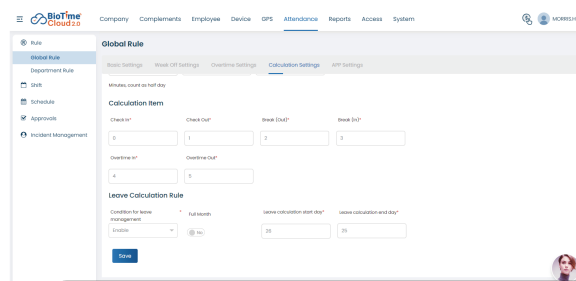 BioTime
Cloud 2.0
Company Complements Employee Device GPS Attendance Reports Access System
Rule
Global Rule
Department Rule
Shift
Schedule
Approvals
Incident Management
Global Rule
Basic Settings Week Off Settings Overtime Settings Calculation Settings APP Settings
Minutes, count as half day
Calculation Item
Check In* Check Out* Break (Out)* Break (In)*
0 1 2 3
Overtime In* Overtime Out*
4 5
Leave Calculation Rule
Condition for leave management * Full Month Leave calculation start day* Leave calculation end day*
Enable No
Save